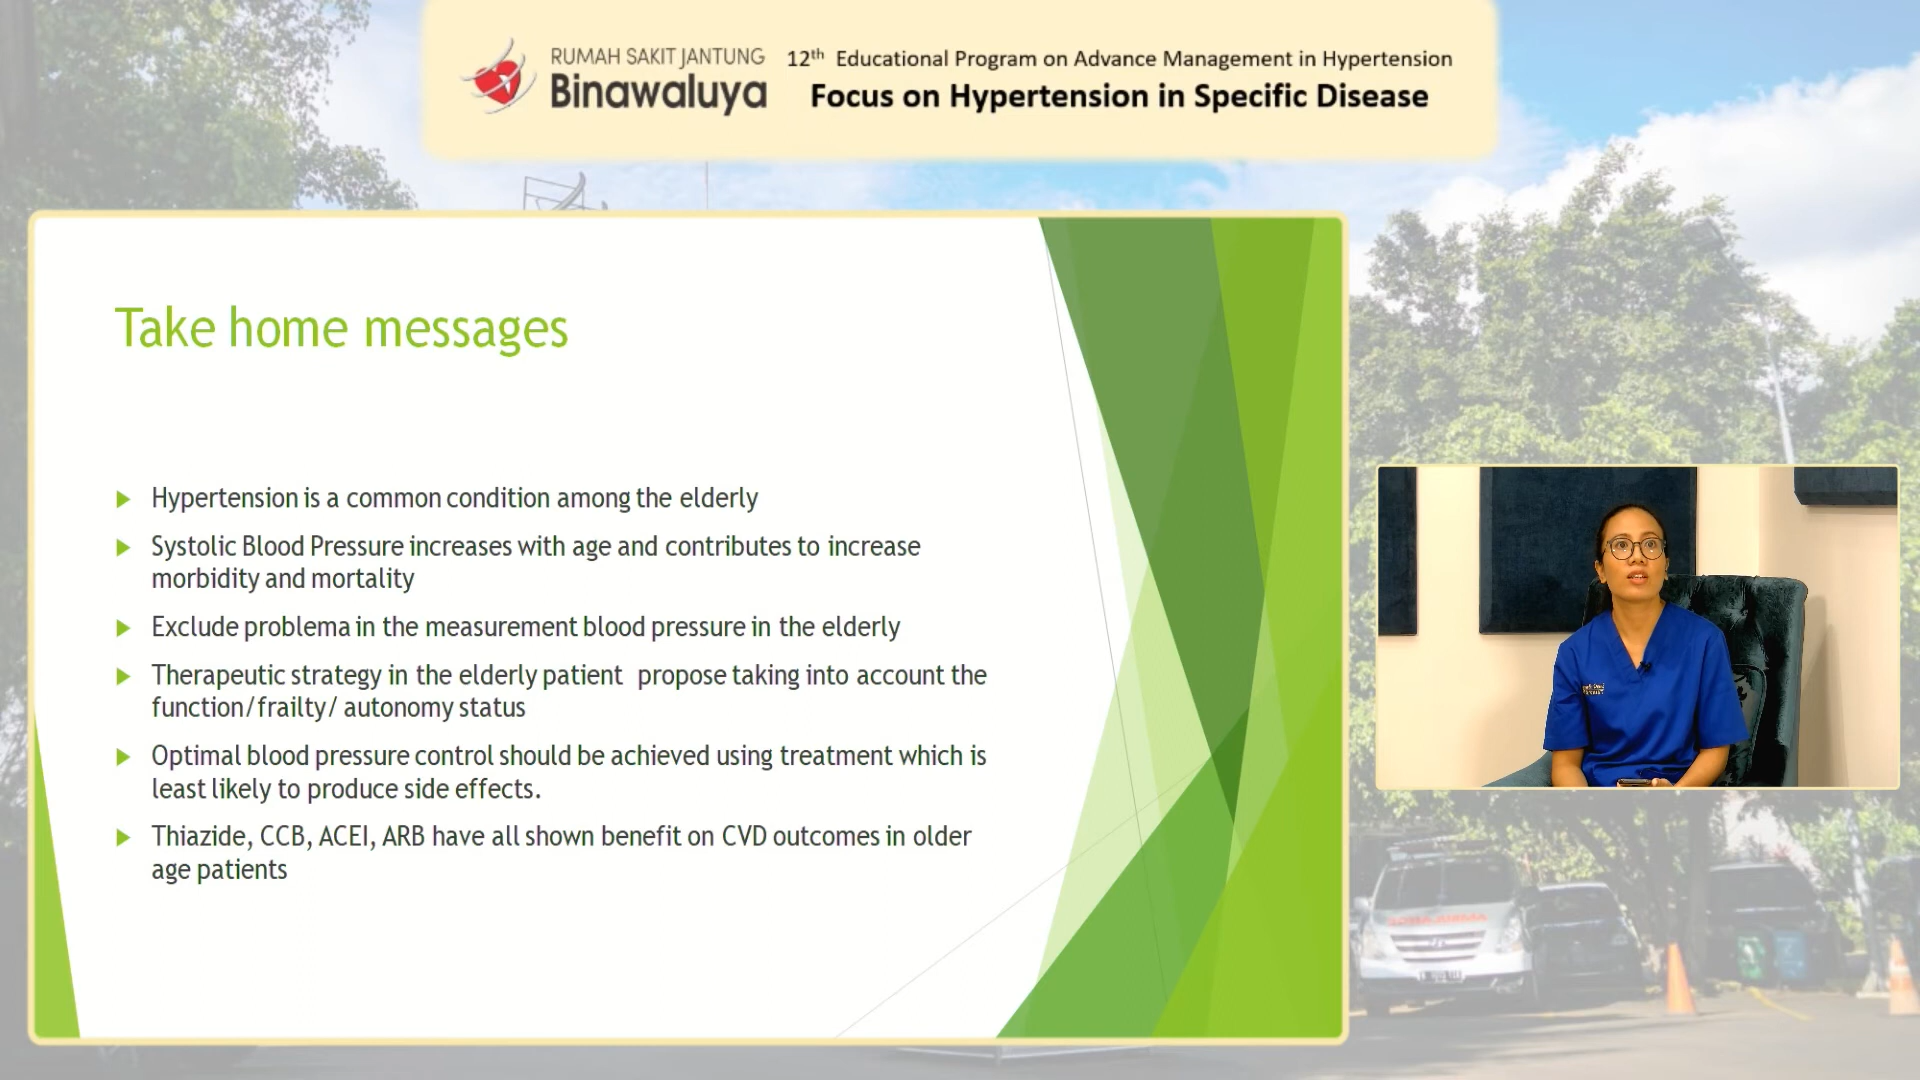 RUMAH SAKIT JANTUNG
Binawaluya
12th Educational Program on Advance Management in Hypertension
Focus on Hypertension in Specific Disease
Take home messages
Hypertension is a common condition among the elderly
Systolic Blood Pressure increases with age and contributes to increase
morbidity and mortality
Exclude problema in the measurement blood pressure in the elderly
Therapeutic strategy in the elderly patient propose taking into account the
function/frailty/ autonomy status
Optimal blood pressure control should be achieved using treatment which is
least likely to produce side effects.
Thiazide, CCB, ACEI, ARB have all shown benefit on CVD outcomes in older
age patients